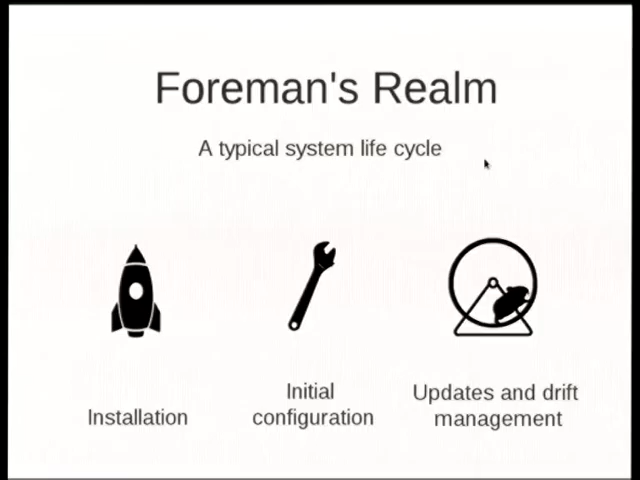 Foreman's Realm
A typical system life cycle
Installation
Initial
configuration
Updates and drift
management